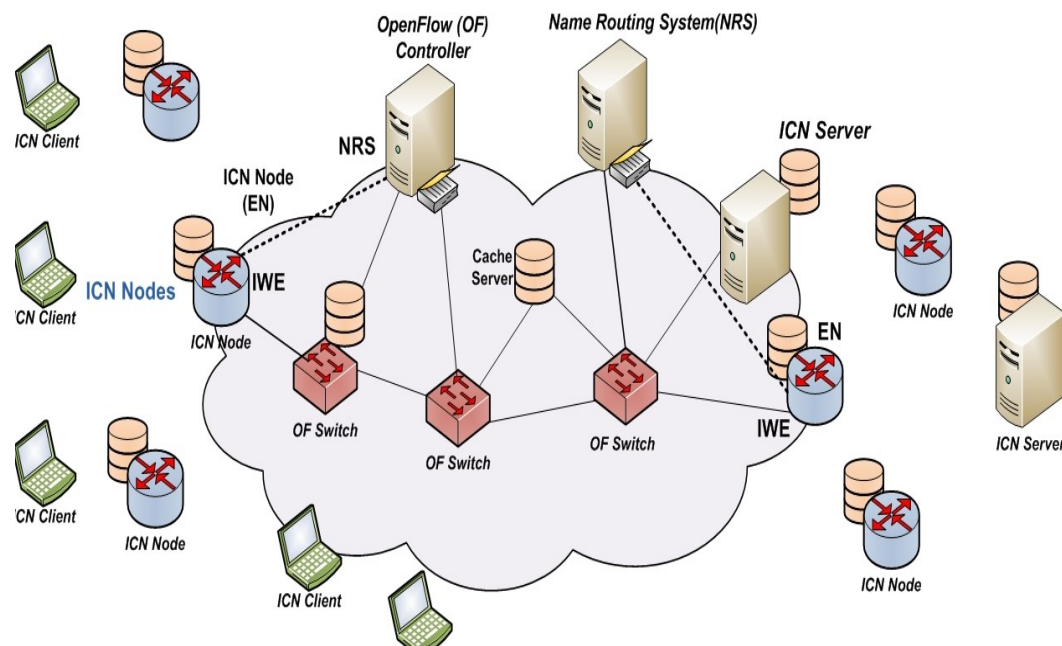 OpenFlow (OF)
Controller
Name Routing System(NRS)
ICN Client
NRS
ICN Server
ICN Node
(EN)
Cache
Server
ICN Nodes
IWE
CN Client
ICN Node
ICN Node
EN
OF Switch
OF Switch
OF Switch
IWE
ICN Server
CN Client
ICN Node
ICN Node
ICN Client